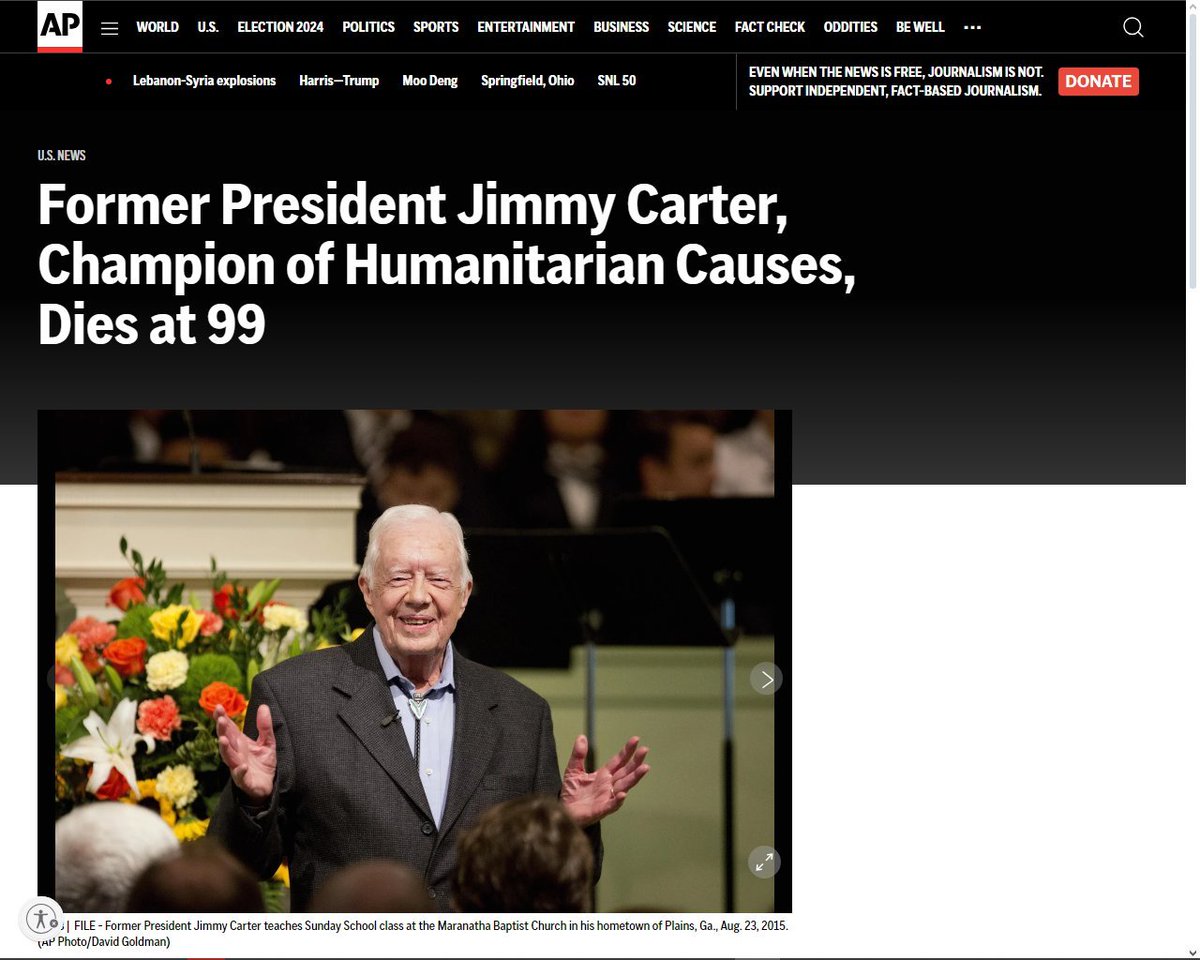 AP
WORLD U.S. ELECTION 2024 POLITICS SPORTS ENTERTAINMENT BUSINESS SCIENCE FACT CHECK ODDITIES BE WELL ...
Lebanon-Syria explosions Harris—Trump Moo Deng Springfield, Ohio SNL 50
EVEN WHEN THE NEWS IS FREE, JOURNALISM IS NOT.
SUPPORT INDEPENDENT, FACT-BASED JOURNALISM.
DONATE
U.S. NEWS
Former President Jimmy Carter,
Champion of Humanitarian Causes,
Dies at 99
| FILE - Former President Jimmy Carter teaches Sunday School class at the Maranatha Baptist Church in his hometown of Plains, Ga., Aug. 23, 2015.
(AP Photo/David Goldman)